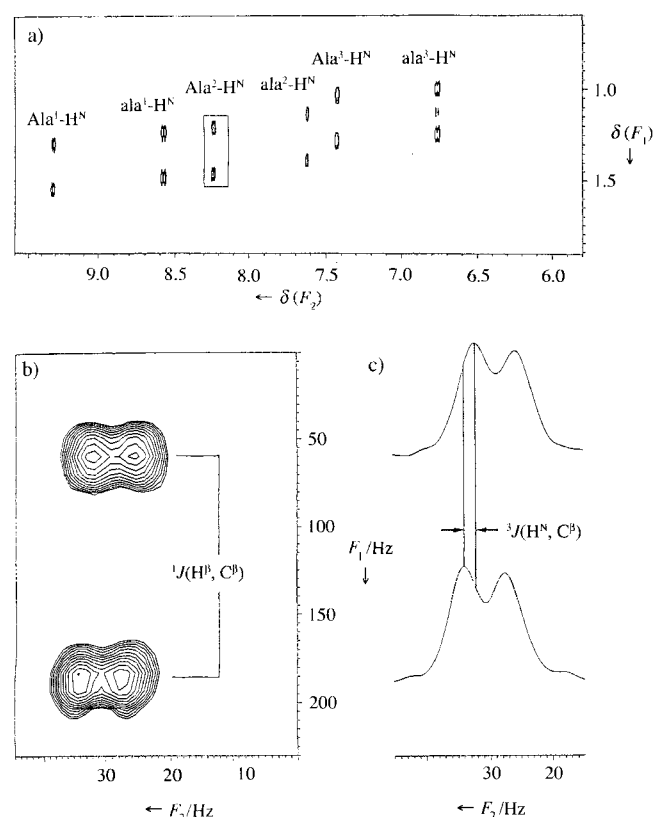 a)
Ala¹-Hᴺ
ala¹-Hᴺ
Ala²-Hᴺ
ala²-Hᴺ
Ala³-Hᴺ
ala³-Hᴺ
1.0
δ (F₁)
↓
1.5
9.0 8.5 8.0 7.5 7.0 6.5 6.0
← δ (F₂)
b)
50
100
150
200
¹J(Hᵝ, Cᵝ)
F₁/Hz
↓
30 20 10
← F₂/Hz
c)
³J(Hᴺ, Cᵝ)
30 20
← F₂/Hz